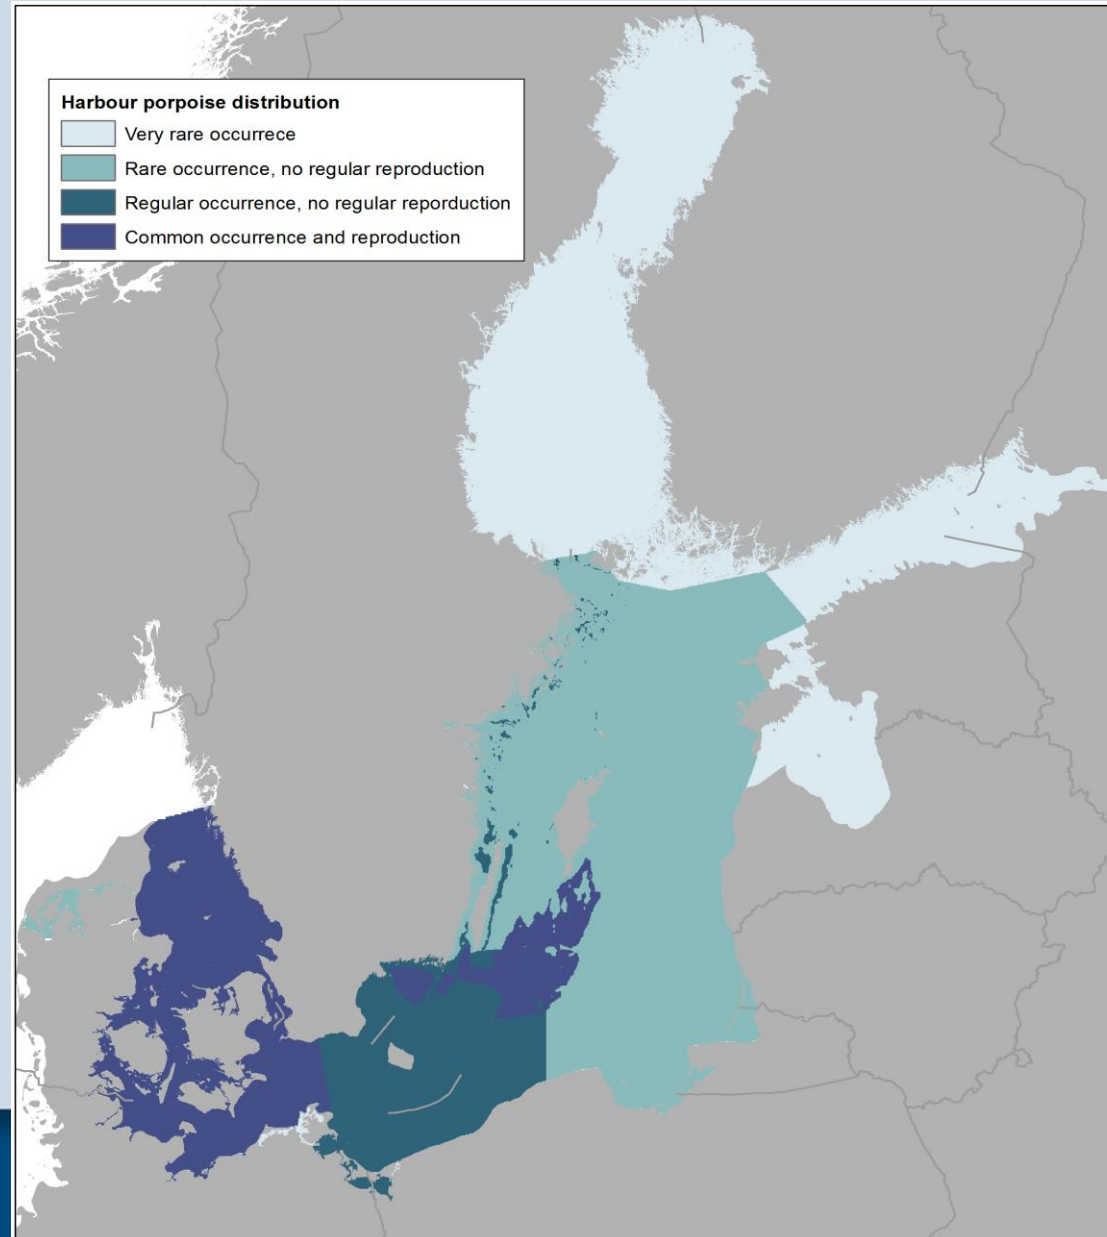 Harbour porpoise distribution
Very rare occurrece
Rare occurrence, no regular reproduction
Regular occurrence, no regular reporduction
Common occurrence and reproduction